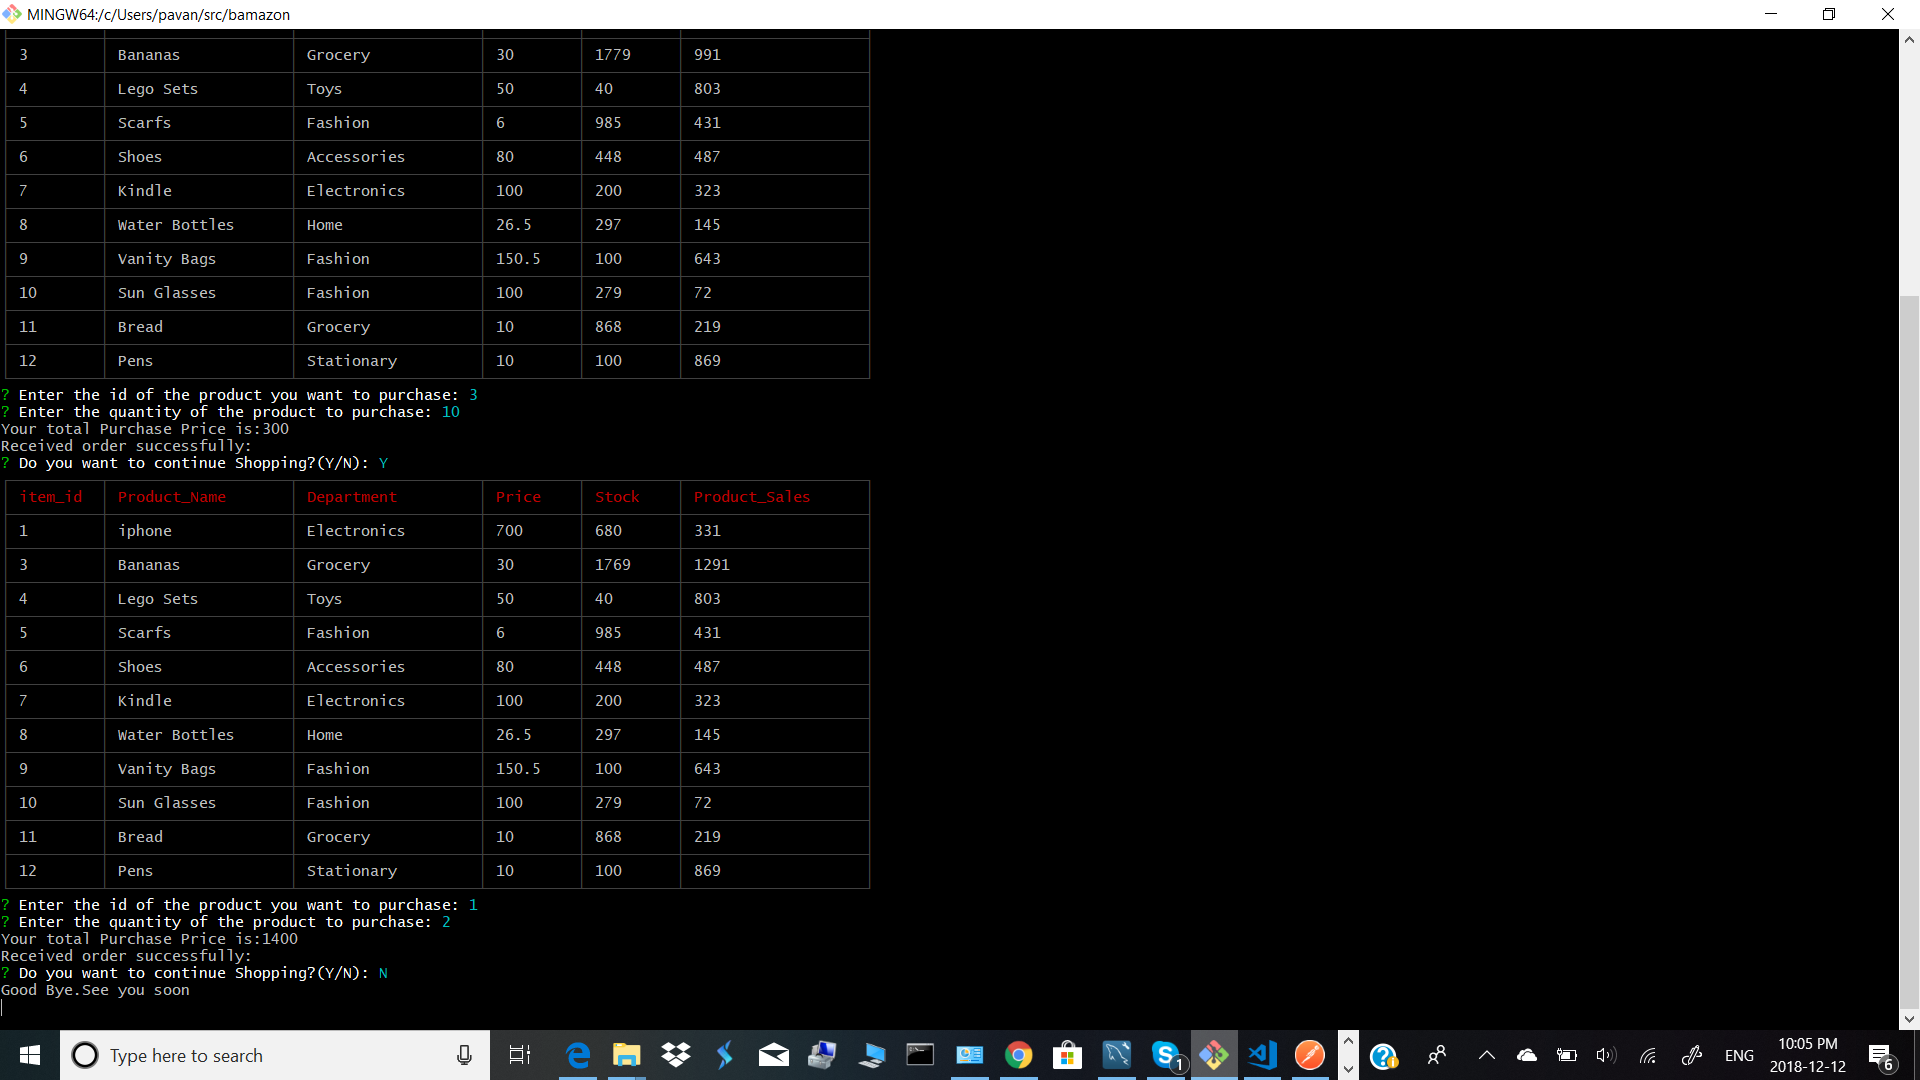 MINGW64:/c/Users/pavan/src/bamazon
3 Bananas Grocery 30 1779 991
4 Lego Sets Toys 50 40 803
5 Scarfs Fashion 6 985 431
6 Shoes Accessories 80 448 487
7 Kindle Electronics 100 200 323
8 Water Bottles Home 26.5 297 145
9 Vanity Bags Fashion 150.5 100 643
10 Sun Glasses Fashion 100 279 72
11 Bread Grocery 10 868 219
12 Pens Stationary 10 100 869
? Enter the id of the product you want to purchase: 3
? Enter the quantity of the product to purchase: 10
Your total Purchase Price is:300
Received order successfully:
? Do you want to continue Shopping?(Y/N): Y
item_id Product_Name Department Price Stock Product_Sales
1 iphone Electronics 700 680 331
3 Bananas Grocery 30 1769 1291
4 Lego Sets Toys 50 40 803
5 Scarfs Fashion 6 985 431
6 Shoes Accessories 80 448 487
7 Kindle Electronics 100 200 323
8 Water Bottles Home 26.5 297 145
9 Vanity Bags Fashion 150.5 100 643
10 Sun Glasses Fashion 100 279 72
11 Bread Grocery 10 868 219
12 Pens Stationary 10 100 869
? Enter the id of the product you want to purchase: 1
? Enter the quantity of the product to purchase: 2
Your total Purchase Price is:1400
Received order successfully:
? Do you want to continue Shopping?(Y/N): N
Good Bye.See you soon
Type here to search
1
ENG
10:05 PM
2018-12-12
6